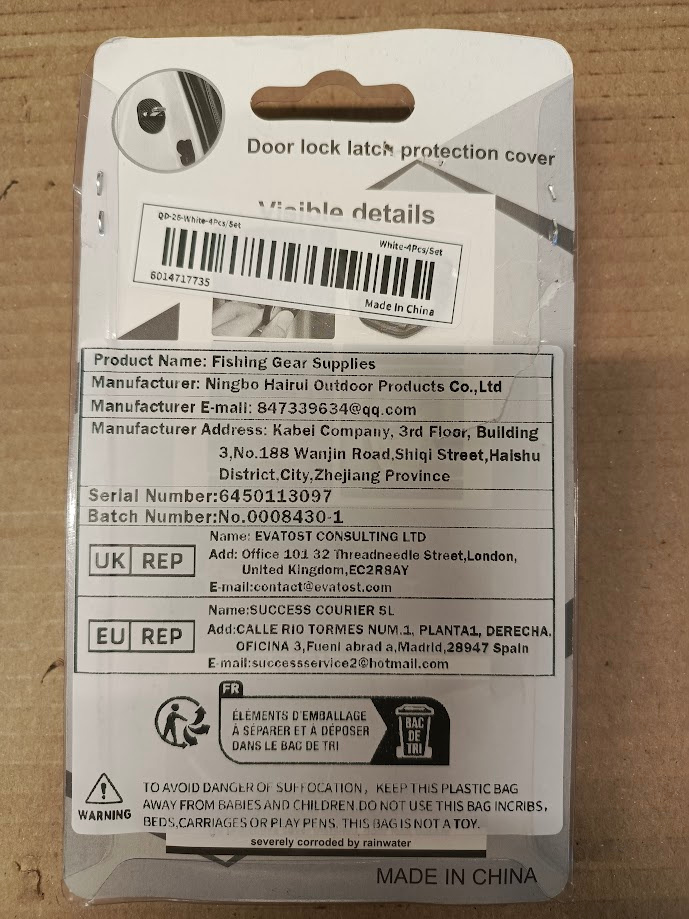 Door lock latch protection cover
Visible details
QD-26-White-4Pcs/Set
White-4Pcs/Set
6014717735
Made In China
Product Name: Fishing Gear Supplies
Manufacturer: Ningbo Hairui Outdoor Products Co.,Ltd
Manufacturer E-mail: 847339634@qq.com
Manufacturer Address: Kabei Company, 3rd Floor, Building
3,No.188 Wanjin Road,Shiqi Street,Haishu
District,City,Zhejiang Province
Serial Number:6450113097
Batch Number:No.0008430-1
UK REP
Name: EVATOST CONSULTING LTD
Add: Office 101 32 Threadneedle Street,London,
United Kingdom,EC2R8AY
E-mail:contact@evatost.com
EU REP
Name:SUCCESS COURIER SL
Add:CALLE RIO TORMES NUM.1, PLANTA1, DERECHA,
OFICINA 3,Fuenl abrad a,Madrid,28947 Spain
E-mail:successservice2@hotmail.com
FR
ÉLÉMENTS D'EMBALLAGE
À SÉPARER ET À DÉPOSER
DANS LE BAC DE TRI
BAC
DE
TRI
WARNING
TO AVOID DANGER OF SUFFOCATION, KEEP THIS PLASTIC BAG
AWAY FROM BABIES AND CHILDREN.DO NOT USE THIS BAG INCRIBS,
BEDS,CARRIAGES OR PLAY PENS. THIS BAG IS NOT A TOY.
severely corroded by rainwater
MADE IN CHINA